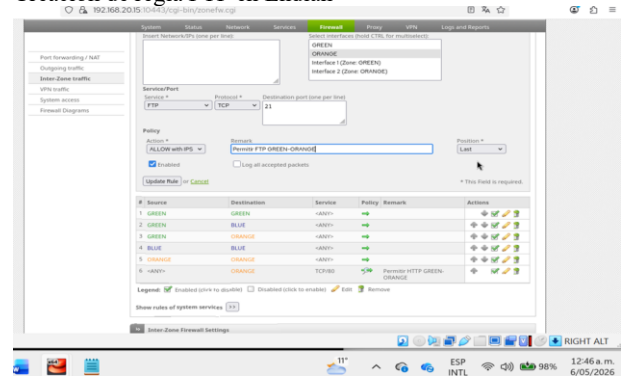 192.168.20.15:10443/cgi-bin/zonefw.cgi
System Status Network Services Firewall Proxy VPN Logs and Reports
Insert Network/IPs (one per line) Select interfaces (hold CTRL for multiselect)
GREEN
ORANGE
Interface 1 (Zone: GREEN)
Interface 2 (Zone: ORANGE)
Port forwarding / NAT
Outgoing traffic
Inter-Zone traffic
VPN traffic
System access
Firewall Diagrams
Service/Port
Service * Protocol * Destination port (one per line)
FTP TCP 21
Policy
Action * Remark Position *
ALLOW with IPS Permite FTP GREEN-ORANGE Last
Enabled Log all accepted packets
Update Rule or Cancel * This Field is required.
# Source Destination Service Policy Remark Actions
1 GREEN GREEN <ANY>
2 GREEN BLUE <ANY>
3 GREEN ORANGE <ANY>
4 BLUE BLUE <ANY>
5 ORANGE ORANGE <ANY>
6 <ANY> ORANGE TCP/80 Permite HTTP GREEN-
ORANGE
Legend: Enabled (click to disable) Disabled (click to enable) Edit Remove
Show rules of system services >>
>> Inter-Zone Firewall Settings
RIGHT ALT
11° ESP 98% 12:46 a. m.
INTL 6/05/2026